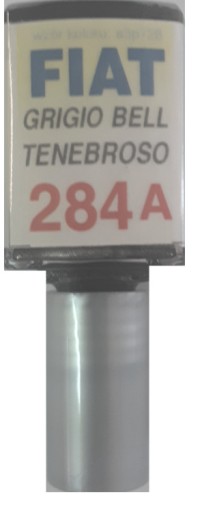 FIAT
GRIGIO BELL
TENEBROSO
284 A